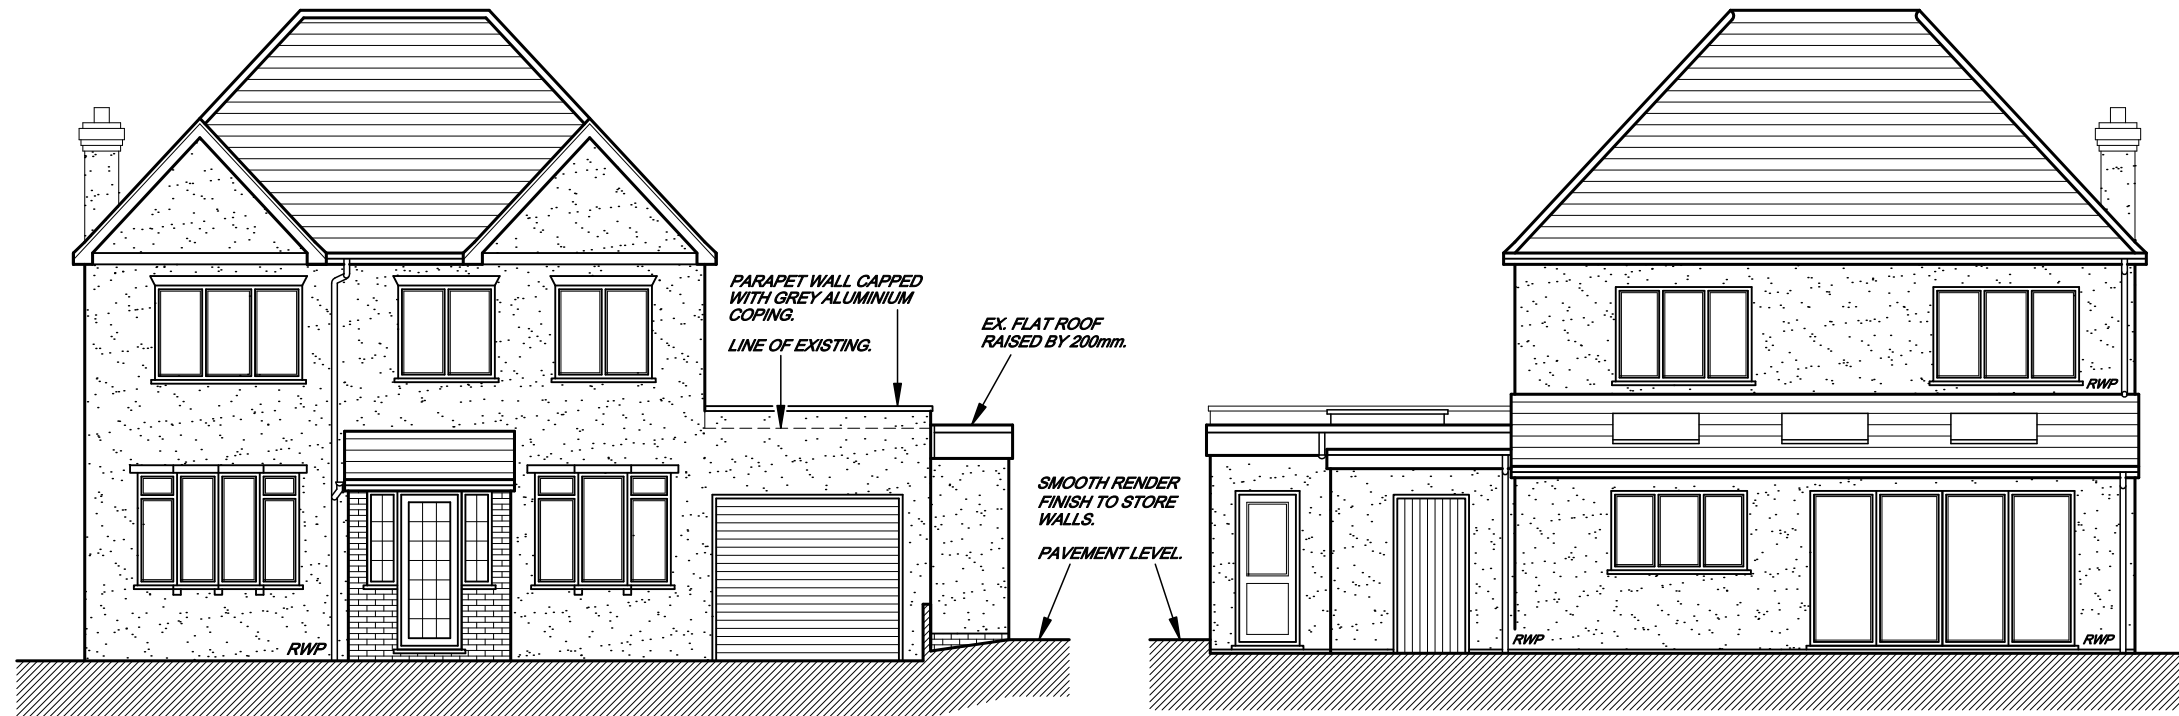 PARAPET WALL CAPPED
WITH GREY ALUMINIUM
COPING.
LINE OF EXISTING.
EX. FLAT ROOF
RAISED BY 200mm.
SMOOTH RENDER
FINISH TO STORE
WALLS.
PAVEMENT LEVEL.
RWP
RWP
RWP
RWP